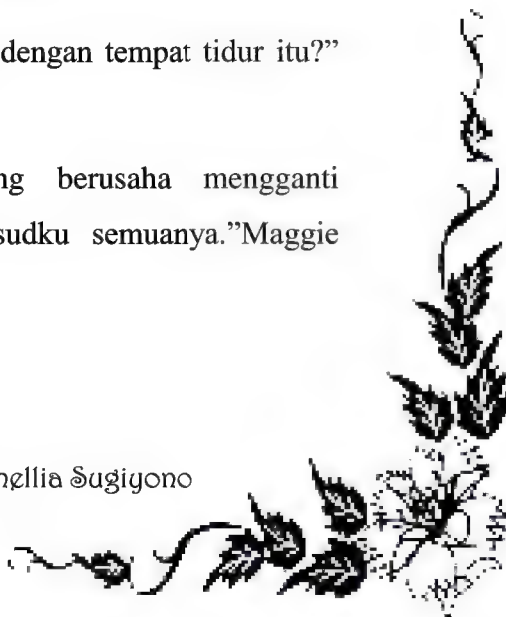 dengan tempat tidur itu?”
ng berusaha mengganti
sudku semuanya.”Maggie
nellia Sugiyono